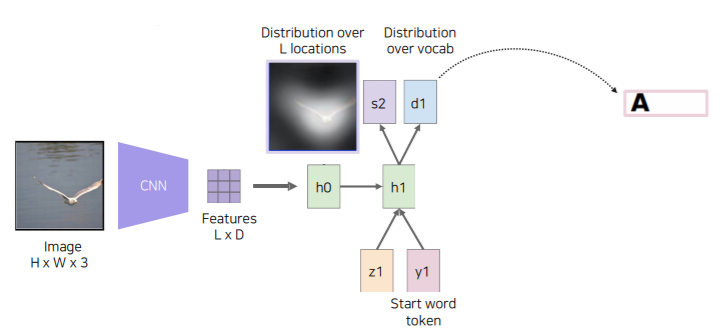 Distribution over
L locations
Distribution
over vocab
s2
d1
A
CNN
h0
h1
Features
L x D
Image
H x W x 3
z1
y1
Start word
token